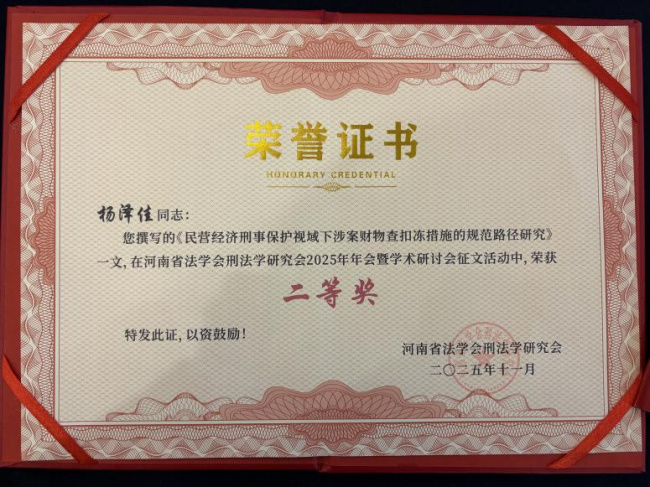 荣誉证书
HONORARY CREDENTIAL
杨泽佳同志：
您撰写的《民营经济刑事保护视域下涉案财物查扣冻措施的规范路径研究》
一文，在河南省法学会刑法学研究会2025年年会暨学术研讨会征文活动中，荣获
二等奖
特发此证，以资鼓励！
河南省法学会刑法学研究会
二〇二五年十一月